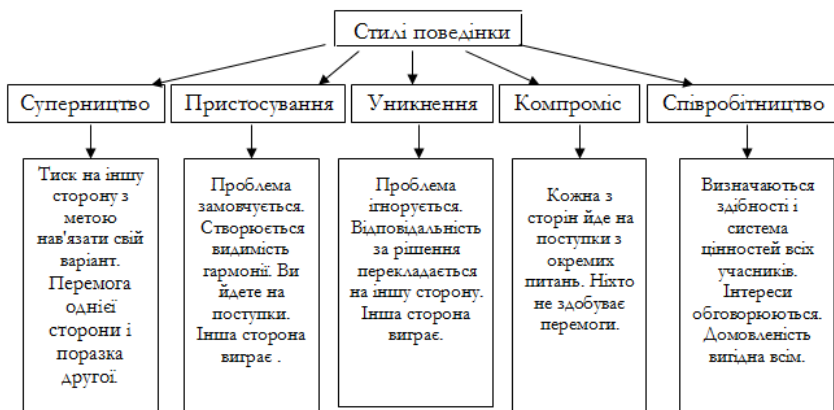 Стилі поведінки
Суперництво
Пристосування
Уникнення
Компроміс
Співробітництво
Тиск на іншу
сторону з
метою
нав'язати свій
варіант.
Перемога
однієї
сторони і
поразка
другої.
Проблема
замовчується.
Створюється
видимість
гармонії. Ви
йдете на
поступки.
Інша сторона
виграє .
Проблема
ігнорується.
Відповідальність
за рішення
перекладається
на іншу сторону.
Інша сторона
виграє.
Кожна з
сторін йде на
поступки з
окремих
питань. Ніхто
не здобуває
перемоги.
Визначаються
здібності і
система
цінностей всіх
учасників.
Інтереси
обговорюються.
Домовленість
вигідна всім.